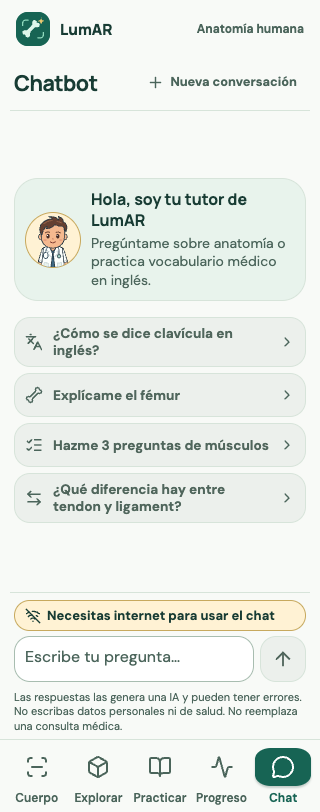 LumAR
Anatomía humana
Chatbot
Nueva conversación
Hola, soy tu tutor de
LumAR
Pregúntame sobre anatomía o
practica vocabulario médico
en inglés.
¿Cómo se dice clavícula en
inglés?
Explícame el fémur
Hazme 3 preguntas de músculos
¿Qué diferencia hay entre
tendon y ligament?
Necesitas internet para usar el chat
Escribe tu pregunta...
Las respuestas las genera una IA y pueden tener errores.
No escribas datos personales ni de salud. No reemplaza
una consulta médica.
Cuerpo
Explorar
Practicar
Progreso
Chat